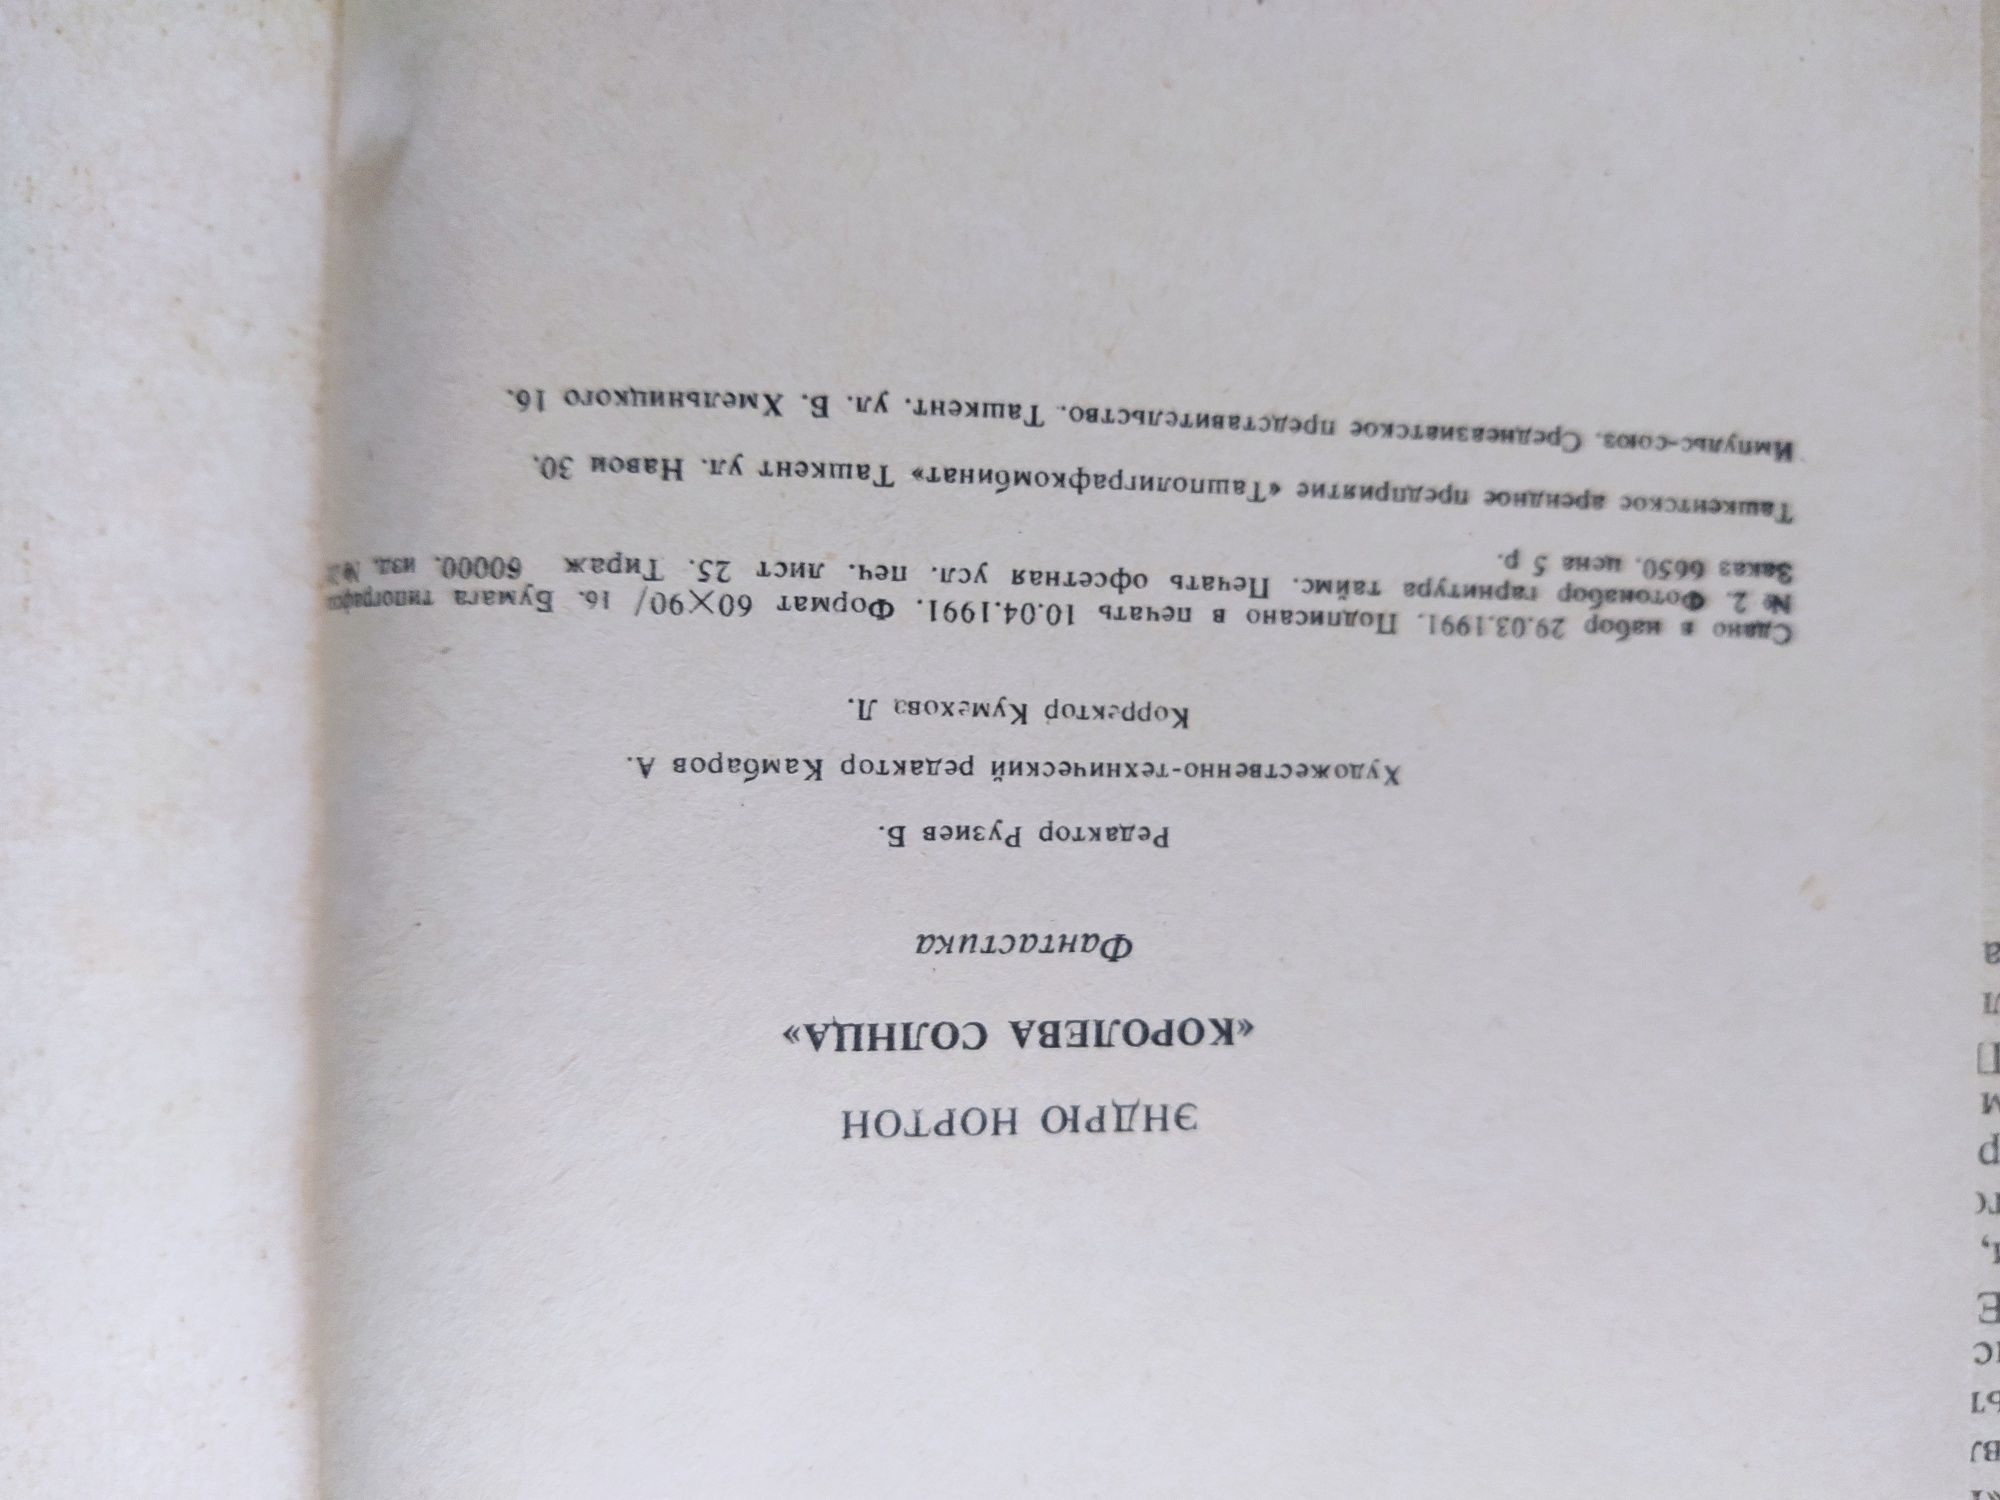 ЭНДРЮ НОРТОН
«КОРОЛЕВА СОЛНЦА»
Фантастика
Редактор Рузиев Б.
Художественно-технический редактор Камбаров А.
Корректор Кумехова Л.
Сдано в набор 29.03.1991. Подписано в печать 10.04.1991. Формат 60×90/ 16. Бумага
№ 2. Фотонабор гарнитура таймс. Печать офсетная усл. печ. лист 25. Тираж 60000. изд.
Заказ 6650. цена 5 р.
Ташкентское арендное предприятие «Ташполиграфкомбинат» Ташкент ул. Навои 30.
Импульс-союз. Среднеазиатское представительство. Ташкент. ул. Б. Хмельницкого 16.